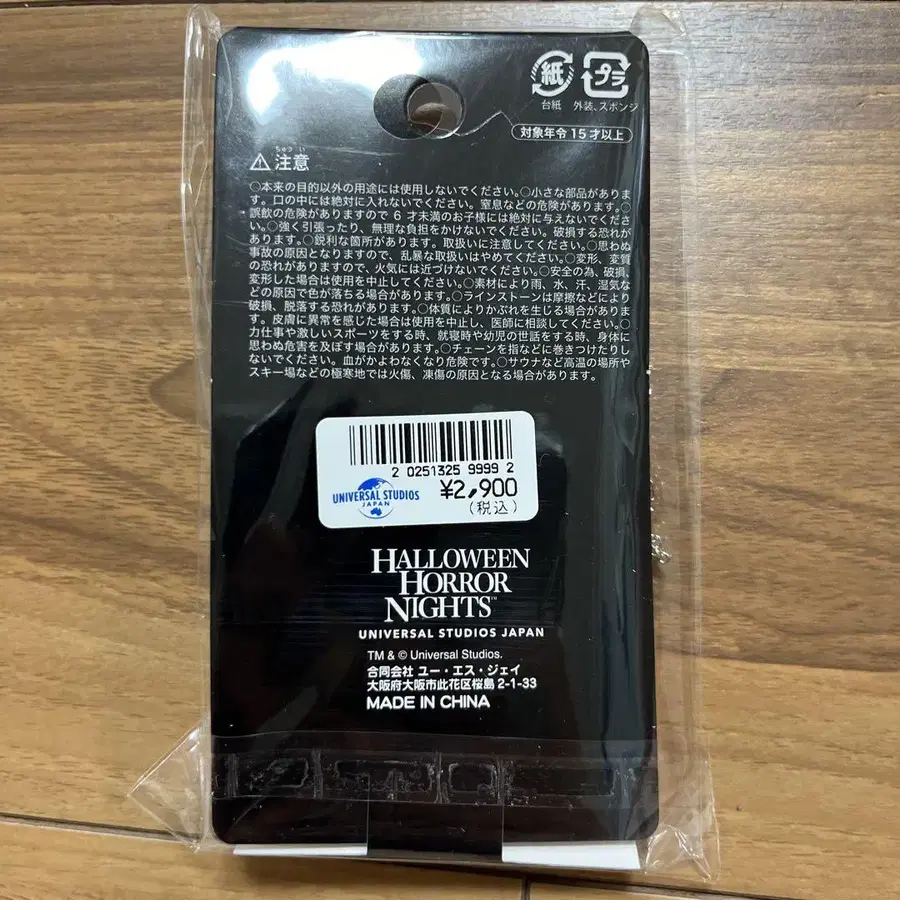 紙
プラ
台紙 外装、スポンジ
対象年令15才以上
ちゅう い
注意
○本来の目的以外の用途には使用しないでください。○小さな部品がありま
す。口の中には絶対に入れないでください。窒息などの危険があります。○
誤飲の危険がありますので 6 才未満のお子様には絶対に与えないでくださ
い。○強く引張ったり、無理な負担をかけないでください。破損する恐れが
あります。○鋭利な箇所があります。取扱いに注意してください。○思わぬ
事故の原因となりますので、乱暴な取扱いはやめてください。○変形、変質
の恐れがありますので、火気には近づけないでください。○安全の為、破損、
変形した場合は使用を中止してください。○素材により雨、水、汗、湿気な
どの原因で色が落ちる場合があります。○ラインストーンは摩擦などにより
破損、脱落する恐れがあります。○体質によりかぶれを生じる場合がありま
す。皮膚に異常を感じた場合は使用を中止し、医師に相談してください。○
力仕事や激しいスポーツをする時、就寝時や幼児の世話をする時、身体に
思わぬ危害を及ぼす場合があります。○チェーンを指などに巻きつけたりし
ないでください。血がかよわなくなり危険です。○サウナなど高温の場所や
スキー場などの極寒地では火傷、凍傷の原因となる場合があります。
2 0251325 9999 2
UNIVERSAL STUDIOS
JAPAN
¥2,900
(税込)
HALLOWEEN
HORROR
NIGHTS™
UNIVERSAL STUDIOS JAPAN
TM & © Universal Studios.
合同会社 ユー・エス・ジェイ
大阪府大阪市此花区桜島 2-1-33
MADE IN CHINA